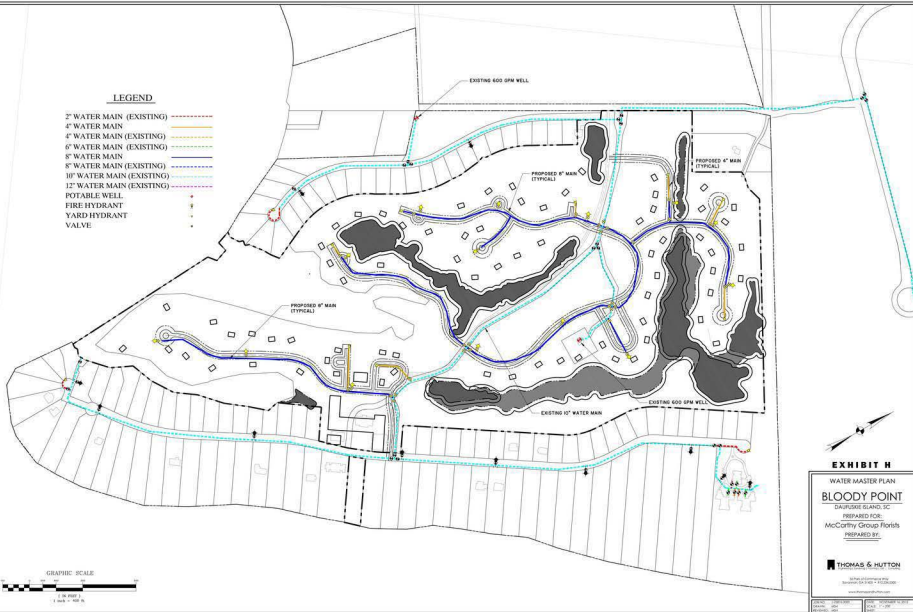 LEGEND
2" WATER MAIN (EXISTING)
4" WATER MAIN
4" WATER MAIN (EXISTING)
6" WATER MAIN (EXISTING)
8" WATER MAIN
8" WATER MAIN (EXISTING)
10" WATER MAIN (EXISTING)
12" WATER MAIN (EXISTING)
POTABLE WELL
FIRE HYDRANT
YARD HYDRANT
VALVE
EXISTING 600 GPM WELL
PROPOSED 8" MAIN
(TYPICAL)
PROPOSED 4" MAIN
(TYPICAL)
PROPOSED 8" MAIN
(TYPICAL)
EXISTING 600 GPM WELL
EXISTING 10" WATER MAIN
EXHIBIT H
WATER MASTER PLAN
BLOODY POINT
DAUFUSKIE ISLAND, SC
PREPARED FOR:
McCarthy Group Florists
PREPARED BY:
THOMAS & HUTTON
GRAPHIC SCALE
( IN FEET )